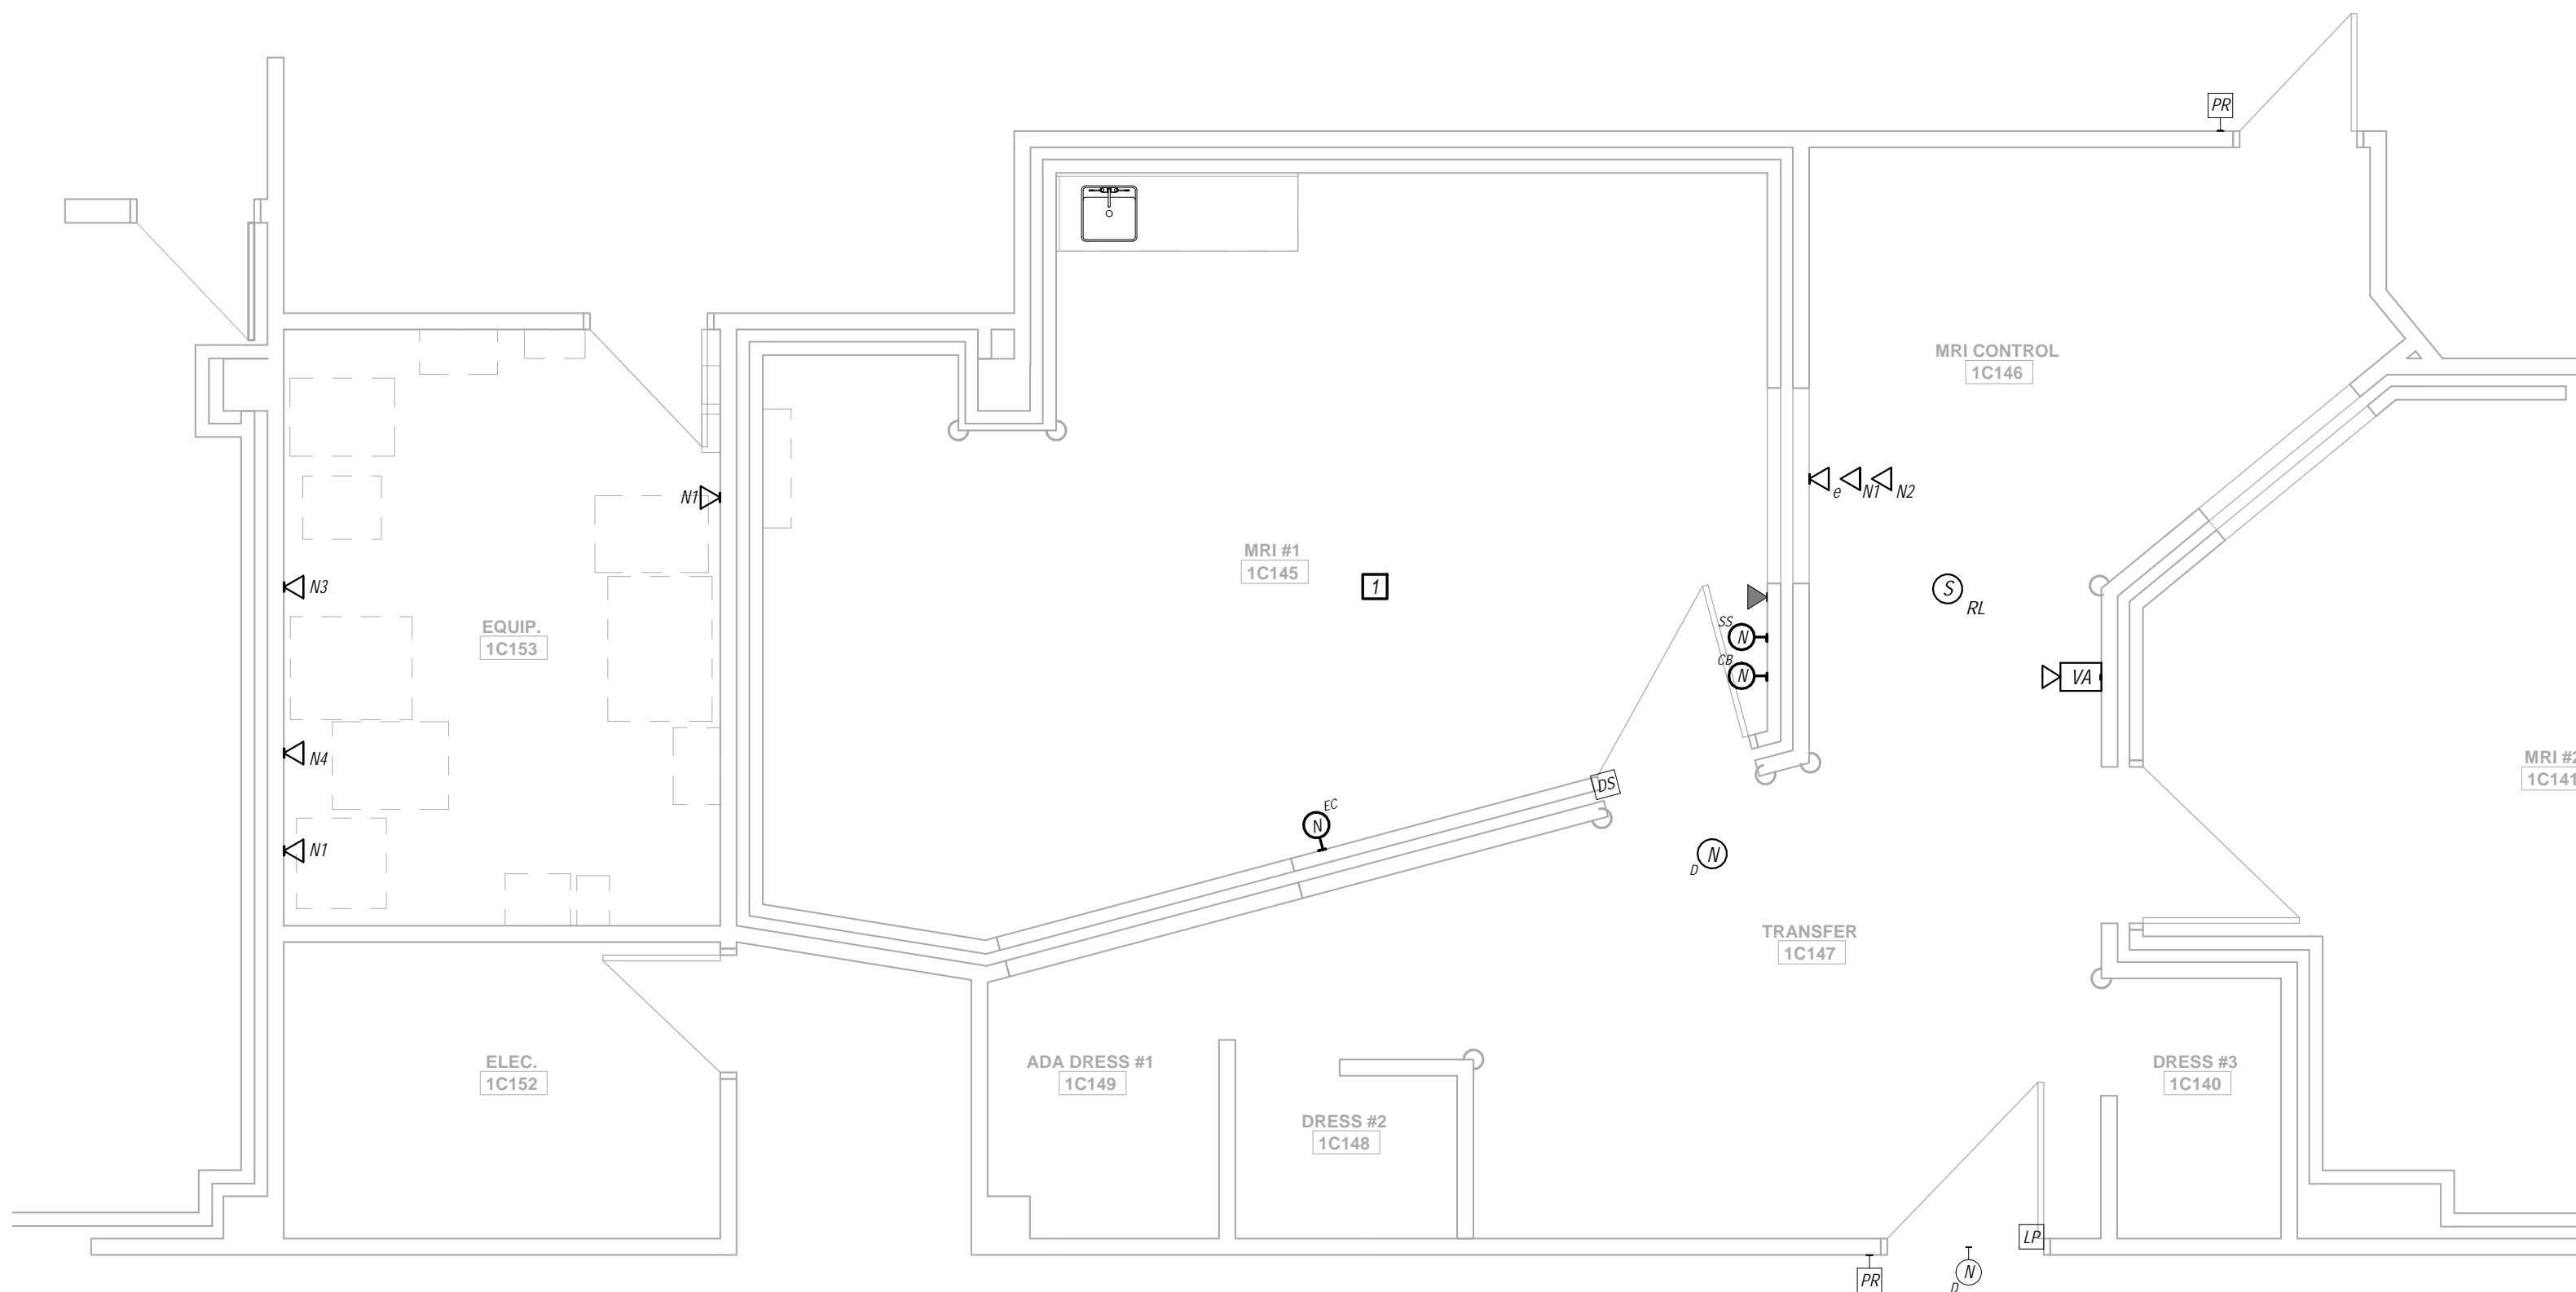 PR
MRI CONTROL
1C146
N1
e N1 N2
MRI #1
1C145
1
N3
S
RL
EQUIP.
1C153
SS
N
CB
N
VA
N4
MRI #2
1C141
DS
EC
N
N1
N
D
TRANSFER
1C147
ELEC.
1C152
ADA DRESS #1
1C149
DRESS #3
1C140
DRESS #2
1C148
LP
PR
N
D